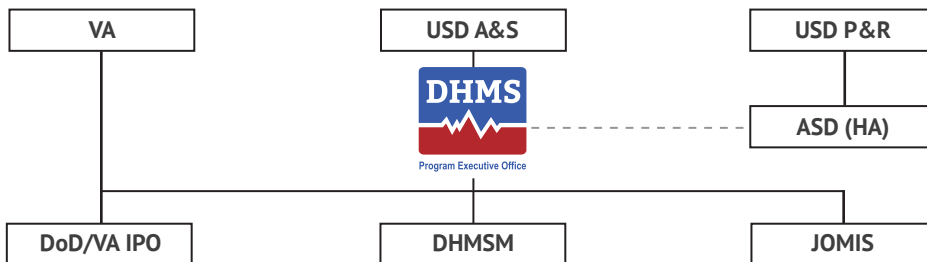 VA
USD A&S
USD P&R
DHMS
ASD (HA)
Program Executive Office
DoD/VA IPO
DHMSM
JOMIS